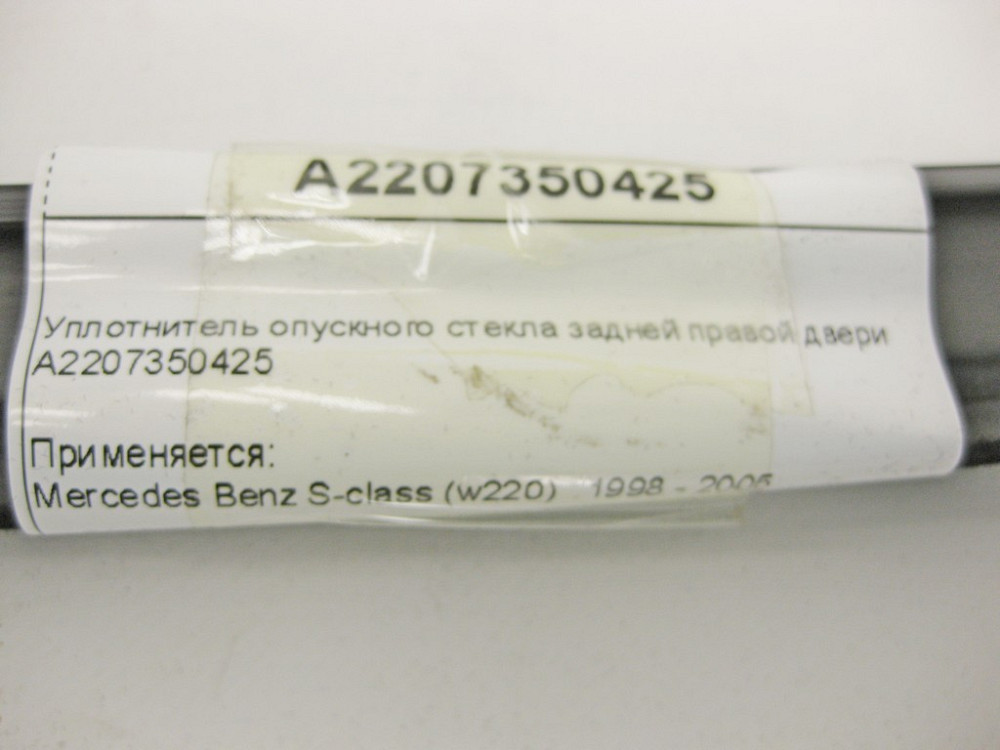 A2207350425
Уплотнитель опускного стекла задней правой двери
A2207350425
Применяется:
Mercedes Benz S-class (w220) 1998 - 2005